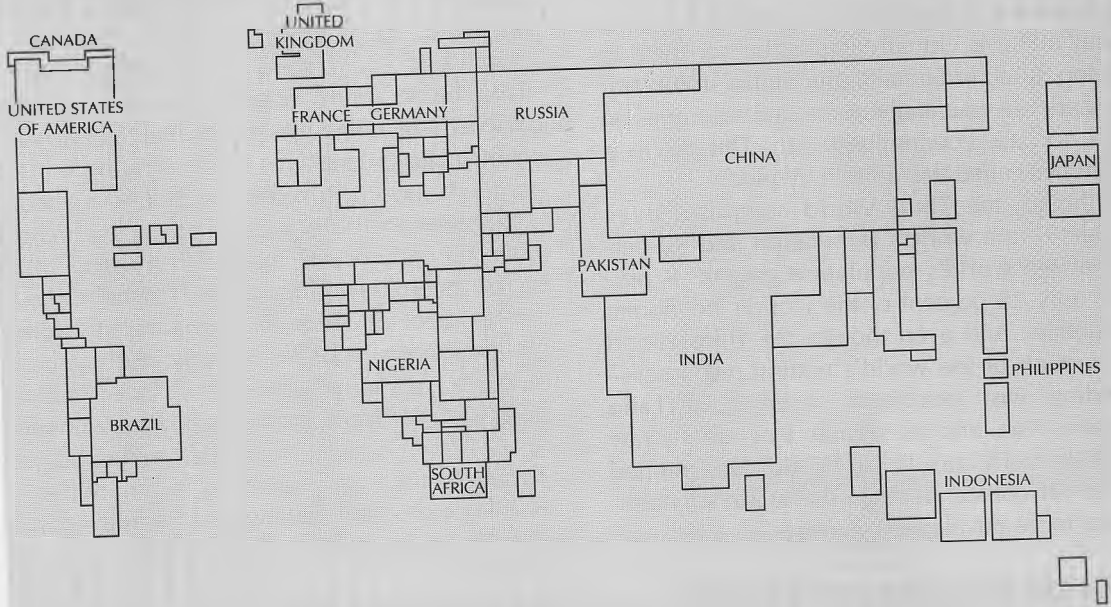 CANADA
UNITED STATES
OF AMERICA
BRAZIL
UNITED
KINGDOM
FRANCE
GERMANY
RUSSIA
CHINA
JAPAN
PAKISTAN
INDIA
NIGERIA
SOUTH
AFRICA
PHILIPPINES
INDONESIA